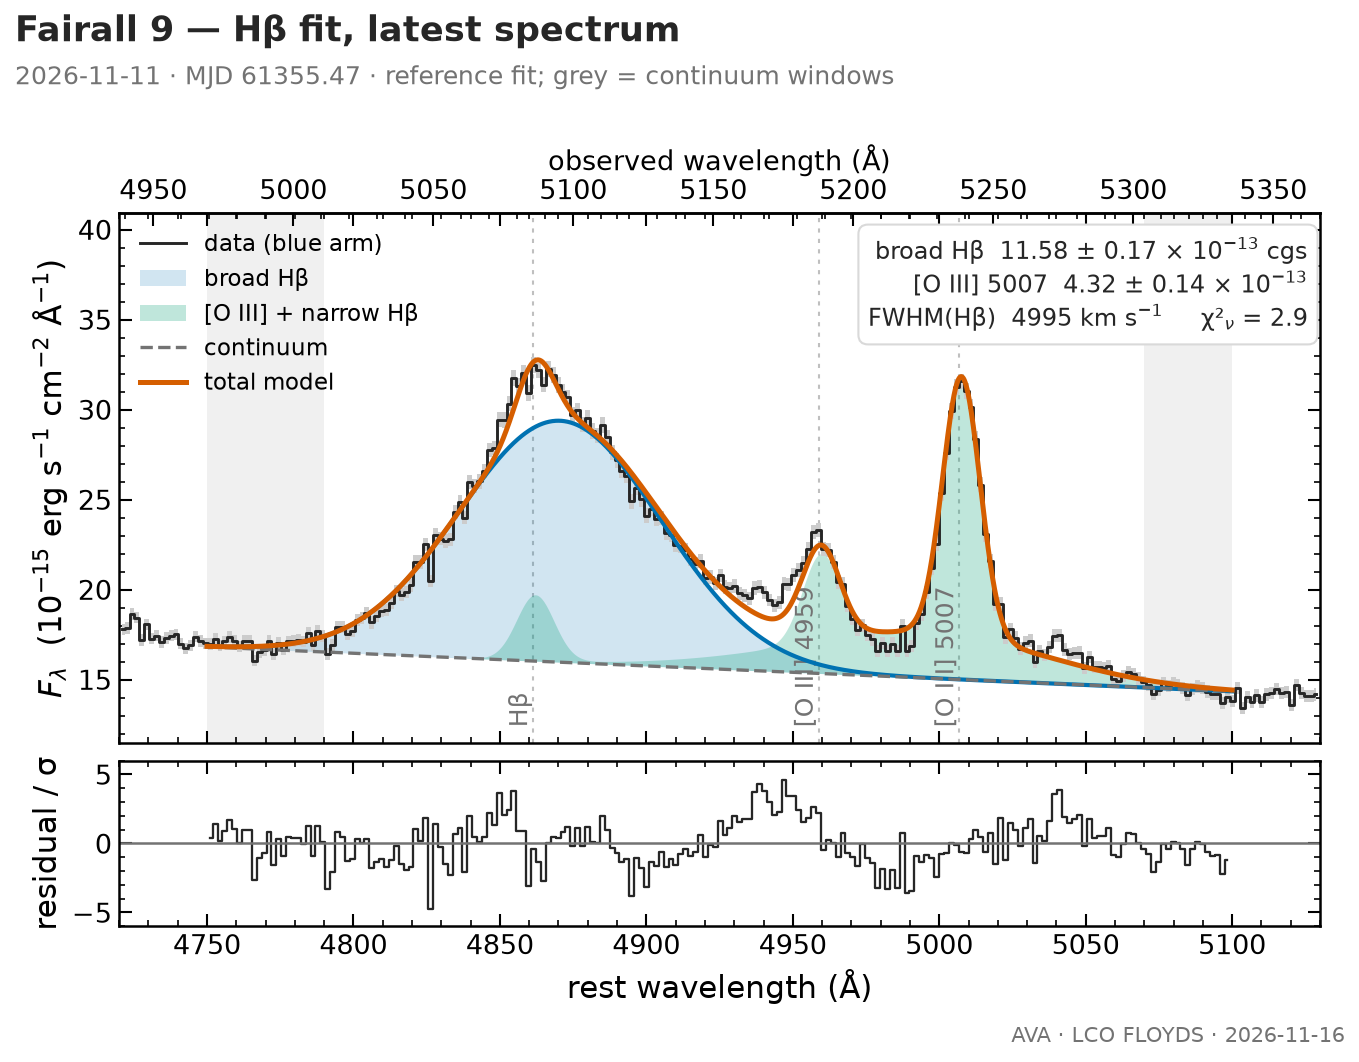 Fairall 9 — Hβ fit, latest spectrum
2026-11-11 · MJD 61355.47 · reference fit; grey = continuum windows
observed wavelength (Å)
4950 5000 5050 5100 5150 5200 5250 5300 5350
data (blue arm)
broad Hβ
[O III] + narrow Hβ
continuum
total model
broad Hβ 11.58 ± 0.17 × 10⁻¹³ cgs
[O III] 5007 4.32 ± 0.14 × 10⁻¹³
FWHM(Hβ) 4995 km s⁻¹ χ²ᵥ = 2.9
40
35
30
25
20
15
F_λ (10⁻¹⁵ erg s⁻¹ cm⁻² Å⁻¹)
Hβ
[O III] 4959
[O III] 5007
5
0
−5
residual / σ
4750 4800 4850 4900 4950 5000 5050 5100
rest wavelength (Å)
AVA · LCO FLOYDS · 2026-11-16